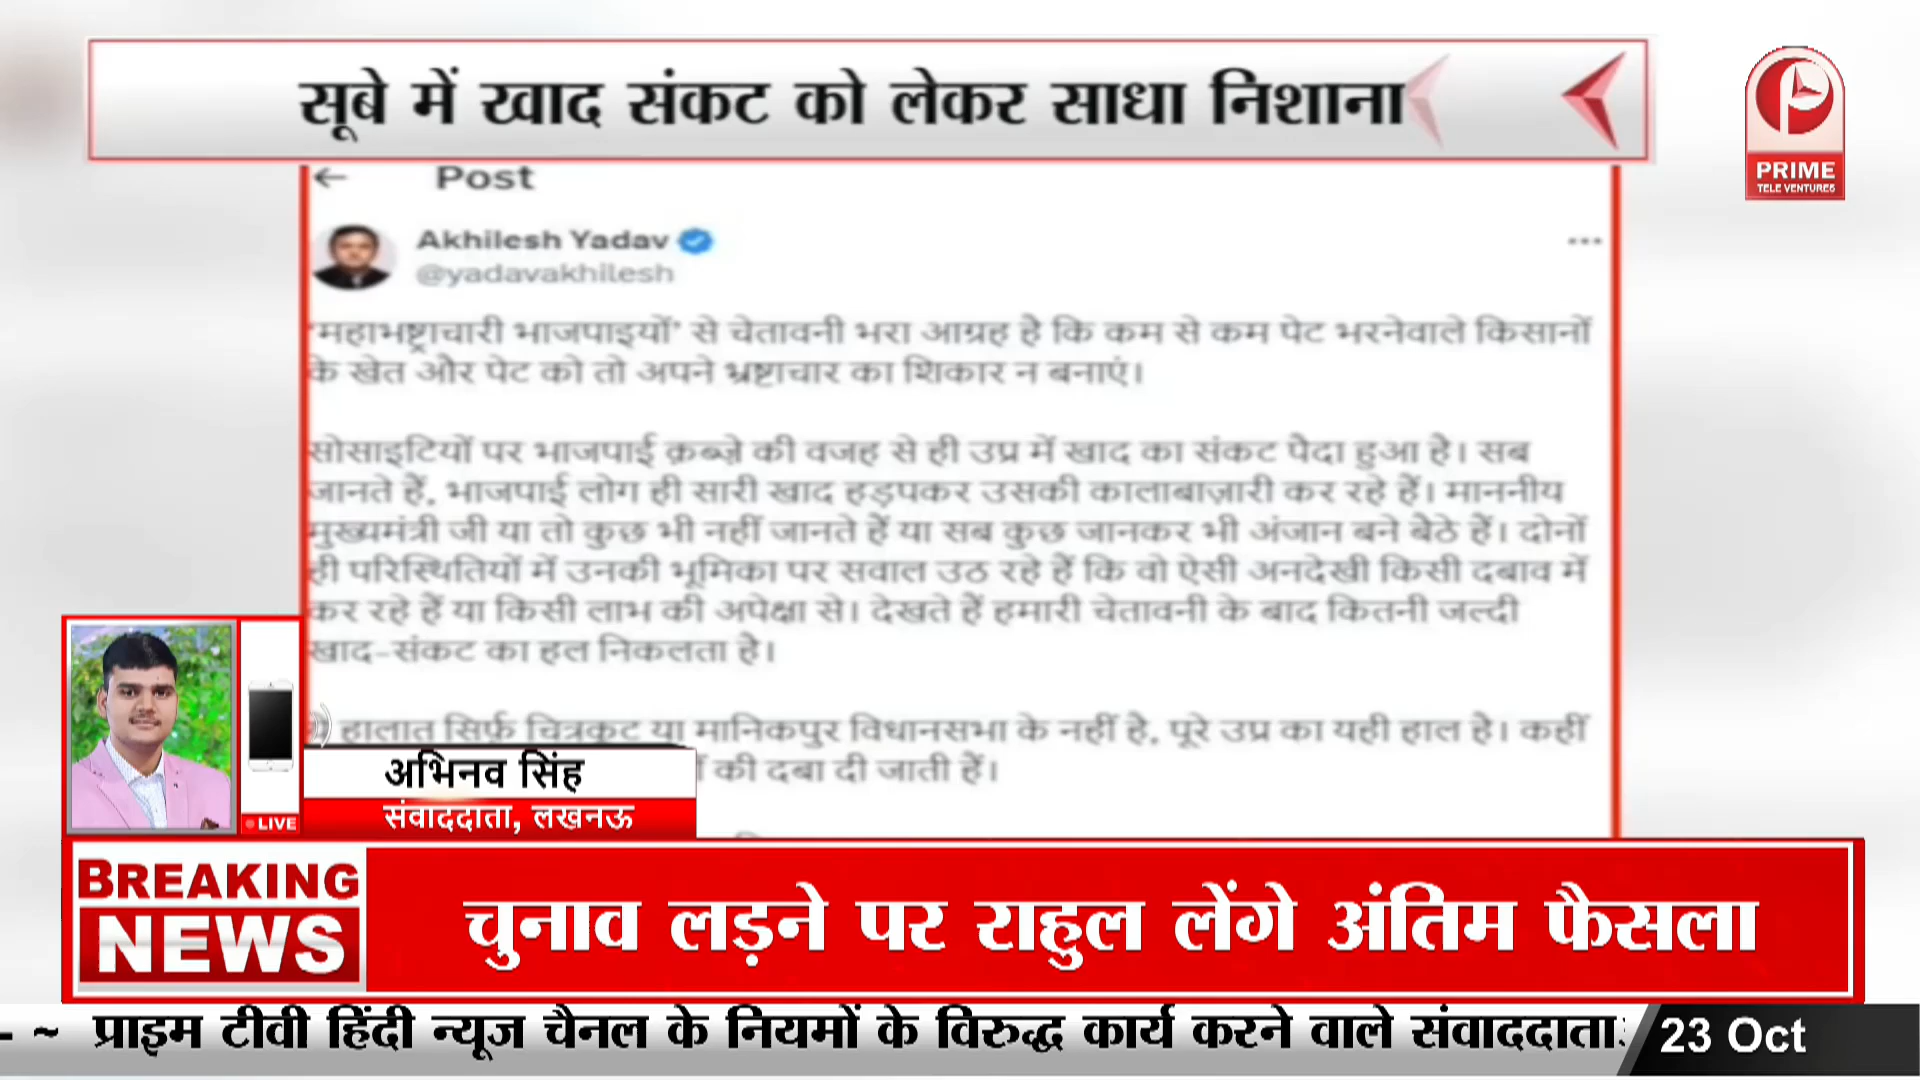 सूबे में खाद संकट को लेकर साधा निशाना
PRIME
TELE VENTURES
Post
Akhilesh Yadav
@yadavakhilesh
'महाभष्ट्राचारी भाजपाइयों' से चेतावनी भरा आग्रह है कि कम से कम पेट भरनेवाले किसानों
के खेत और पेट को तो अपने भ्रष्टाचार का शिकार न बनाएं।
सोसाइटियों पर भाजपाई क़ब्ज़े की वजह से ही उप्र में खाद का संकट पैदा हुआ है। सब
जानते हैं, भाजपाई लोग ही सारी खाद हड़पकर उसकी कालाबाज़ारी कर रहे हैं। माननीय
मुख्यमंत्री जी या तो कुछ भी नहीं जानते हैं या सब कुछ जानकर भी अंजान बने बैठे हैं। दोनों
ही परिस्थितियों में उनकी भूमिका पर सवाल उठ रहे हैं कि वो ऐसी अनदेखी किसी दबाव में
कर रहे हैं या किसी लाभ की अपेक्षा से। देखते हैं हमारी चेतावनी के बाद कितनी जल्दी
खाद-संकट का हल निकलता है।
हालात सिर्फ़ चित्रकूट या मानिकपुर विधानसभा के नहीं है, पूरे उप्र का यही हाल है। कहीं
की दबा दी जाती हैं।
अभिनव सिंह
LIVE
संवाददाता, लखनऊ
BREAKING
NEWS
चुनाव लड़ने पर राहुल लेंगे अंतिम फैसला
- ~ प्राइम टीवी हिंदी न्यूज चैनल के नियमों के विरुद्ध कार्य करने वाले संवाददाता
23 Oct